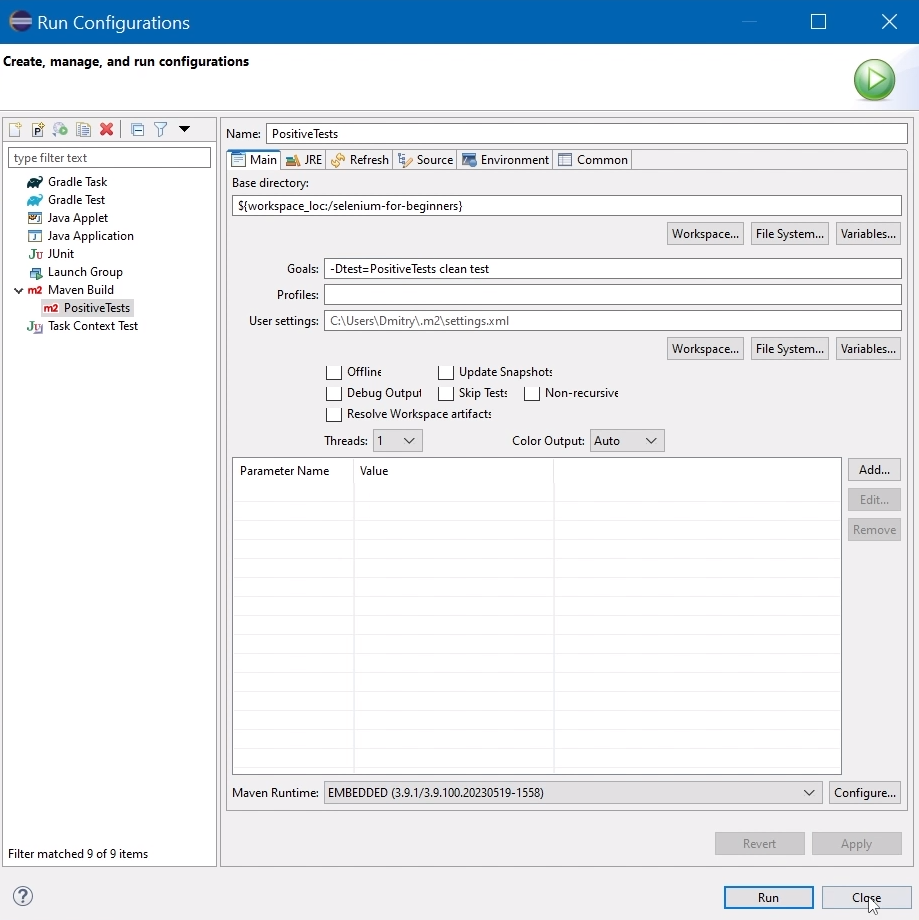 Run Configurations
Create, manage, and run configurations
type filter text
Gradle Task
Gradle Test
Java Applet
Java Application
JUnit
Launch Group
Maven Build
PositiveTests
Task Context Test
Filter matched 9 of 9 items
Name: PositiveTests
Main JRE Refresh Source Environment Common
Base directory:
${workspace_loc:/selenium-for-beginners}
Workspace... File System... Variables...
Goals: -Dtest=PositiveTests clean test
Profiles:
User settings: C:\Users\Dmitry\.m2\settings.xml
Workspace... File System... Variables...
Offline Update Snapshots
Debug Output Skip Tests Non-recursive
Resolve Workspace artifacts
Threads: 1 Color Output: Auto
Parameter Name Value
Add...
Edit...
Remove
Maven Runtime: EMBEDDED (3.9.1/3.9.100.20230519-1558) Configure...
Revert Apply
Run Close